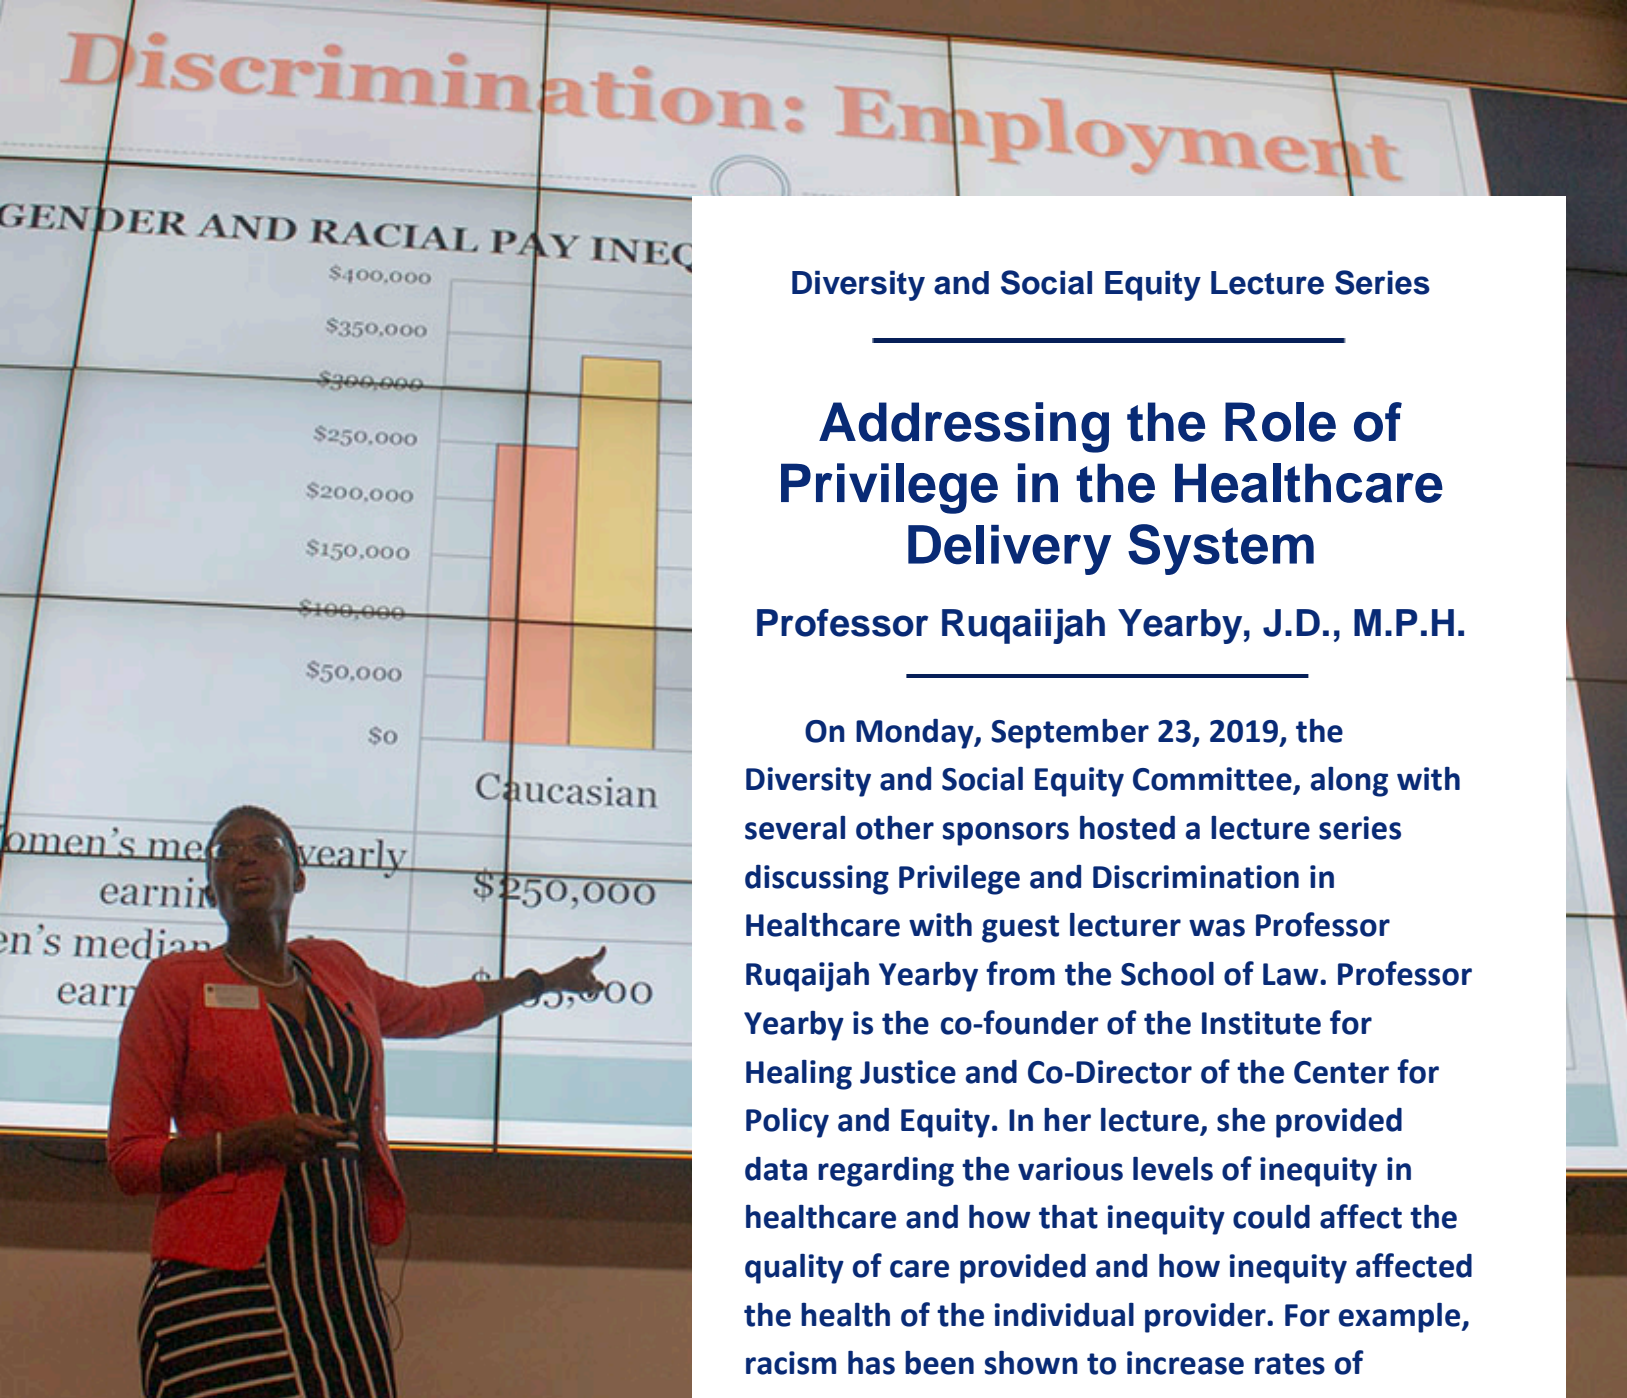 Discrimination: Employment
GENDER AND RACIAL PAY
$400,000
$350,000
$300,000
$250,000
$200,000
$150,000
$100,000
$50,000
$0
Caucasian
yearly
$250,000
median
000
Diversity and Social Equity Lecture Series
Addressing the Role of
Privilege in the Healthcare
Delivery System
Professor Ruqaiijah Yearby, J.D., M.P.H.
On Monday, September 23, 2019, the
Diversity and Social Equity Committee, along with
several other sponsors hosted a lecture series
discussing Privilege and Discrimination in
Healthcare with guest lecturer was Professor
Ruqaijah Yearby from the School of Law. Professor
Yearby is the co-founder of the Institute for
Healing Justice and Co-Director of the Center for
Policy and Equity. In her lecture, she provided
data regarding the various levels of inequity in
healthcare and how that inequity could affect the
quality of care provided and how inequity affected
the health of the individual provider. For example,
racism has been shown to increase rates of